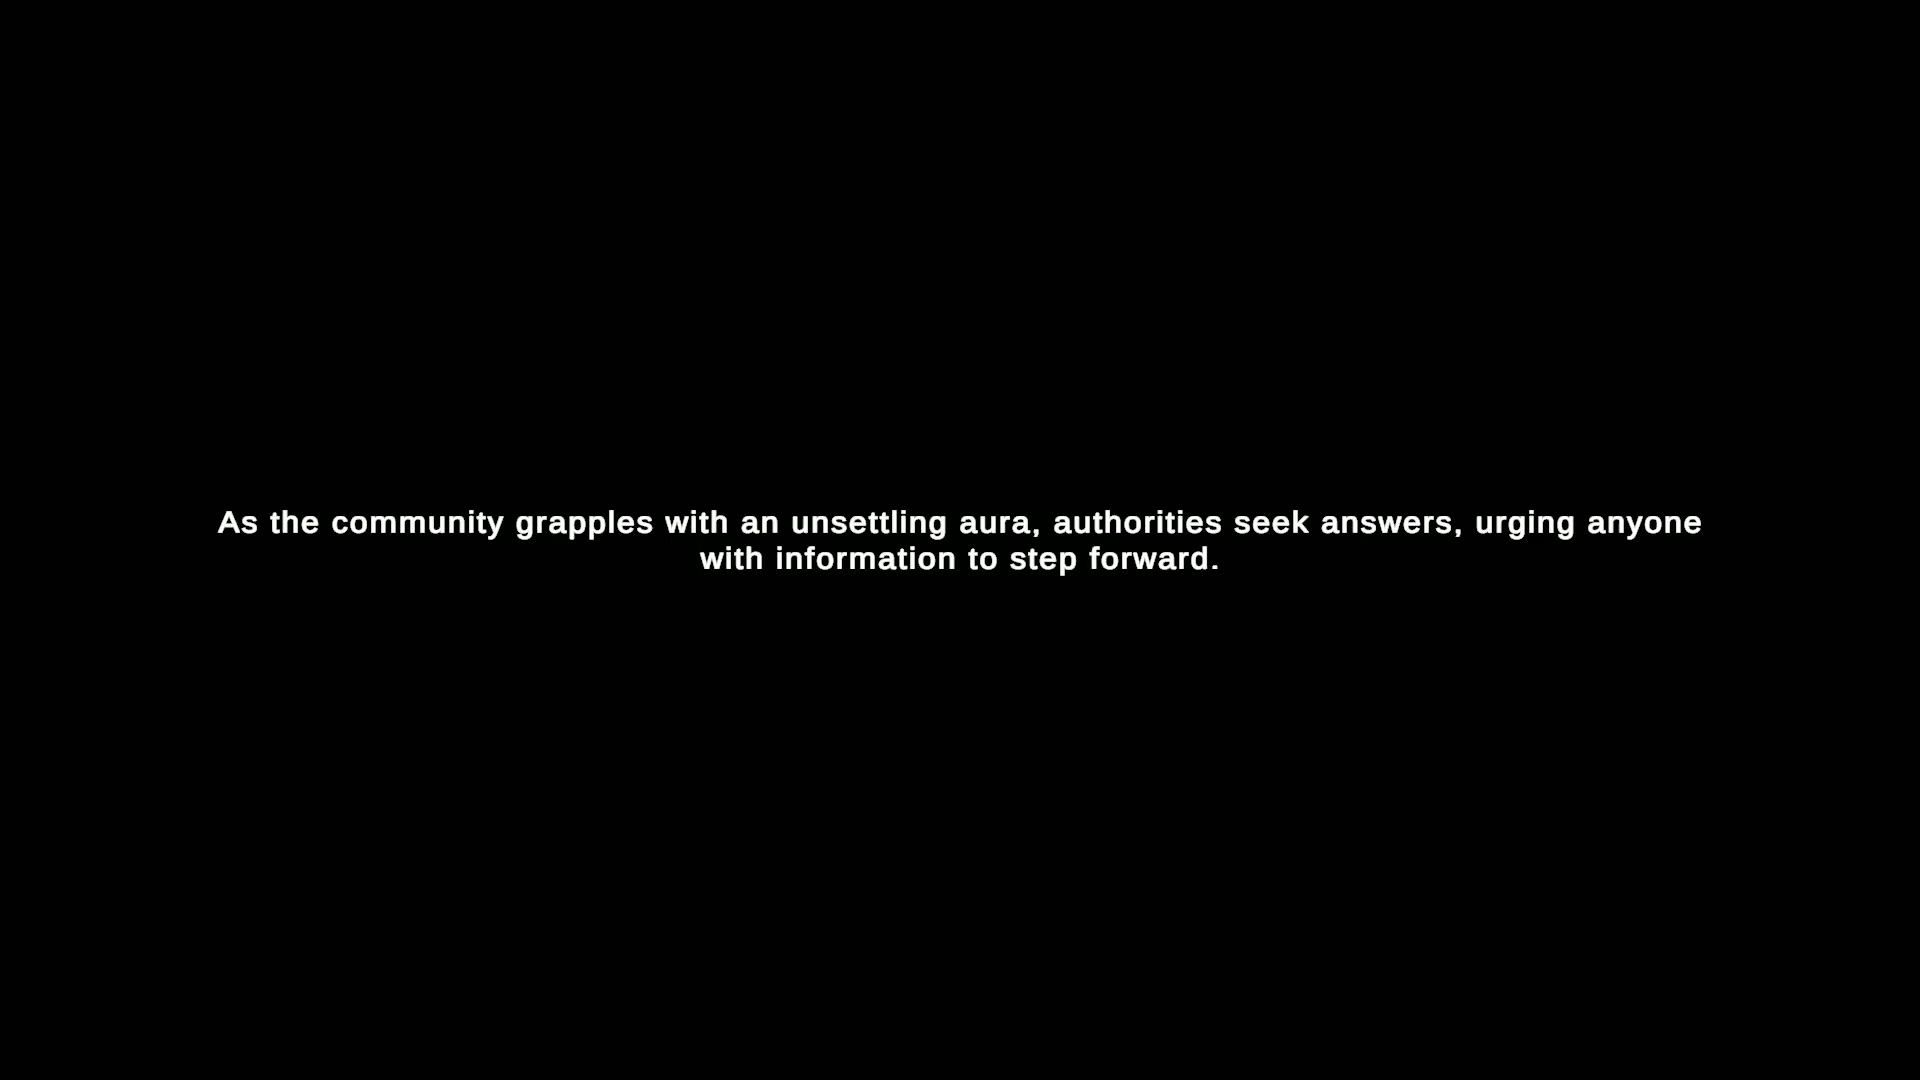 As the community grapples with an unsettling aura, authorities seek answers, urging anyone
with information to step forward.